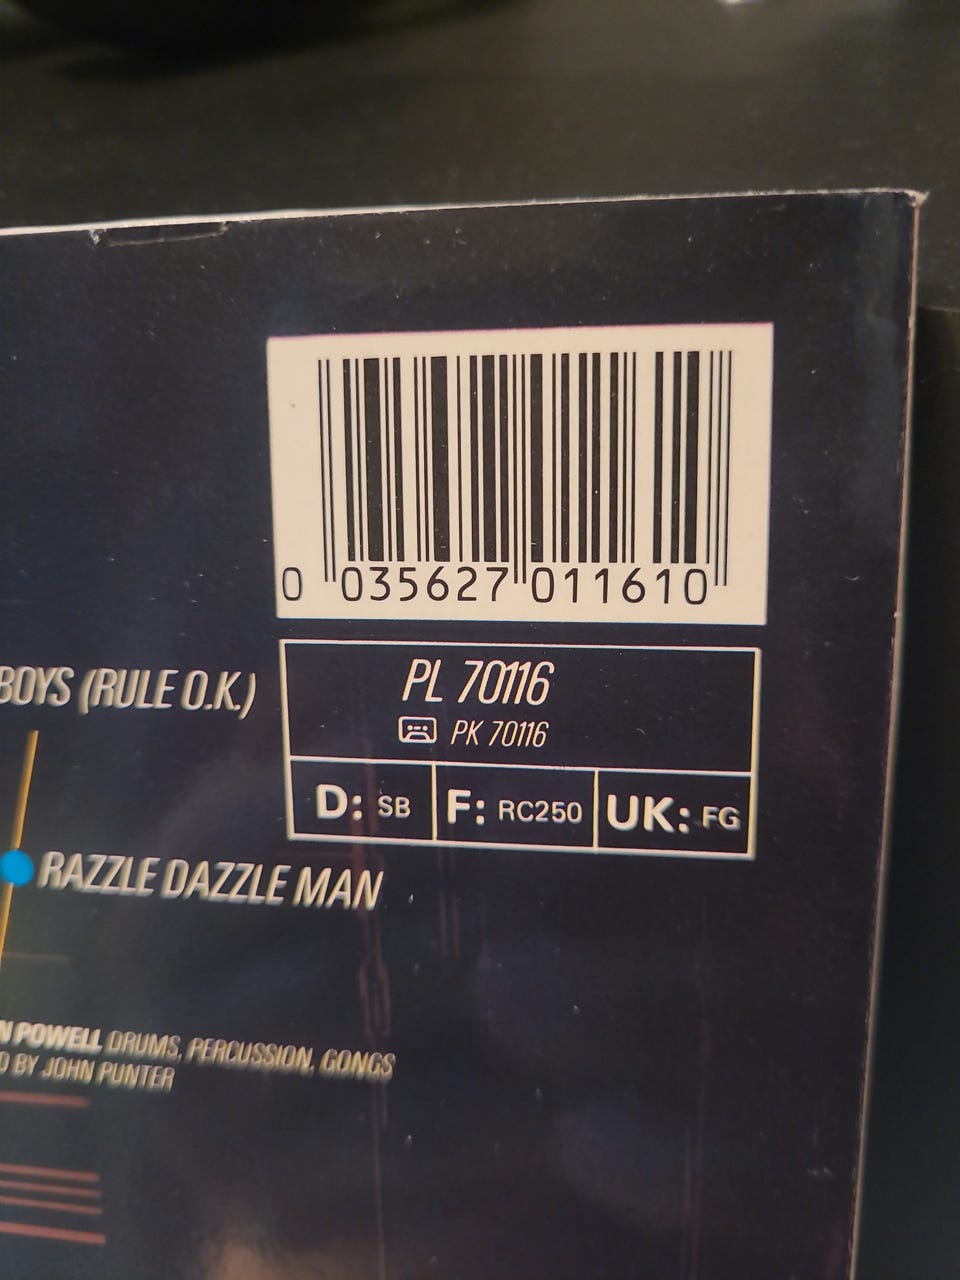 0 035627 011610
PL 70116
PK 70116
D: SB F: RC250 UK: FG
BOYS (RULE O.K.)
RAZZLE DAZZLE MAN
N POWELL DRUMS, PERCUSSION, GONGS
D BY JOHN PUNTER